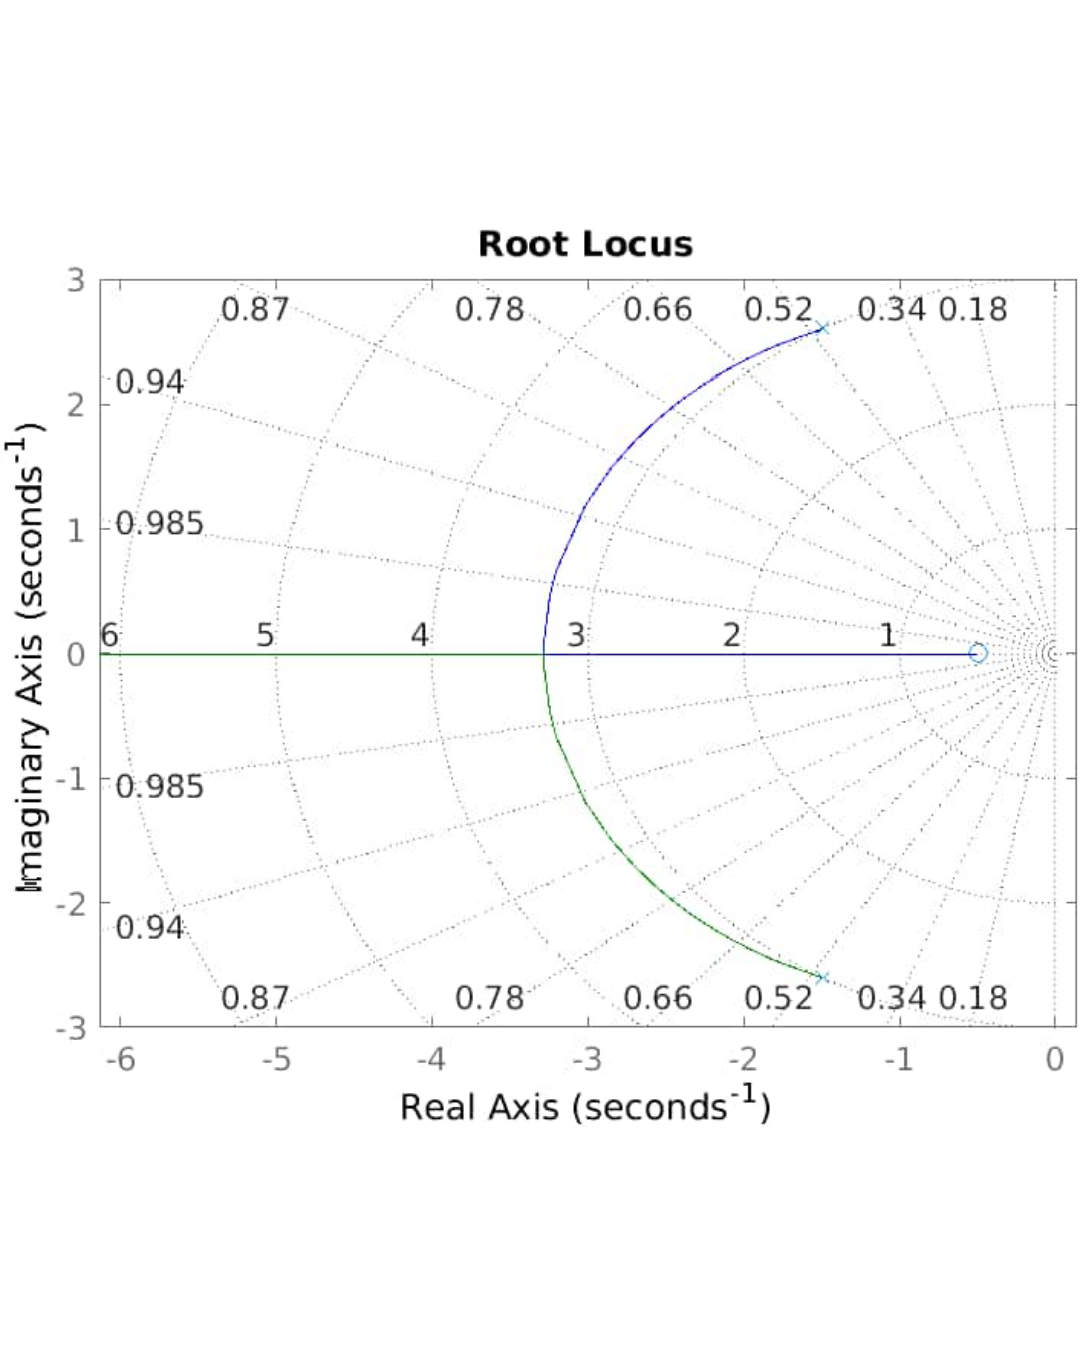 Root Locus
3
0.87 0.78 0.66 0.52 0.34 0.18
0.94
2
1
0.985
6 5 4 3 2 1
0
-1
0.985
-2
0.94
0.87 0.78 0.66 0.52 0.34 0.18
-3
-6 -5 -4 -3 -2 -1 0
Real Axis (seconds-1)
Imaginary Axis (seconds-1)